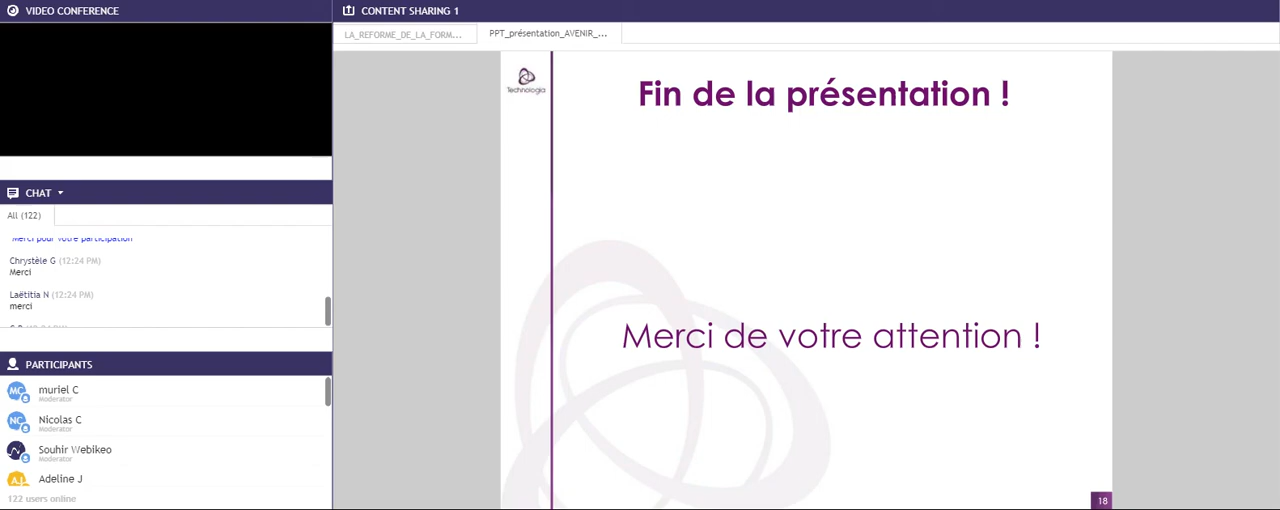 VIDEO CONFERENCE
CHAT
All (122)
Merci pour votre participation
Chrystèle G (12:24 PM)
Merci
Laëtitia N (12:24 PM)
merci
PARTICIPANTS
MC muriel C
Moderator
NC Nicolas C
Moderator
Souhir Webikeo
Moderator
AJ Adeline J
122 users online
CONTENT SHARING 1
LA_REFORME_DE_LA_FORM...
PPT_présentation_AVENIR_...
Technologia
Fin de la présentation !
Merci de votre attention !
18